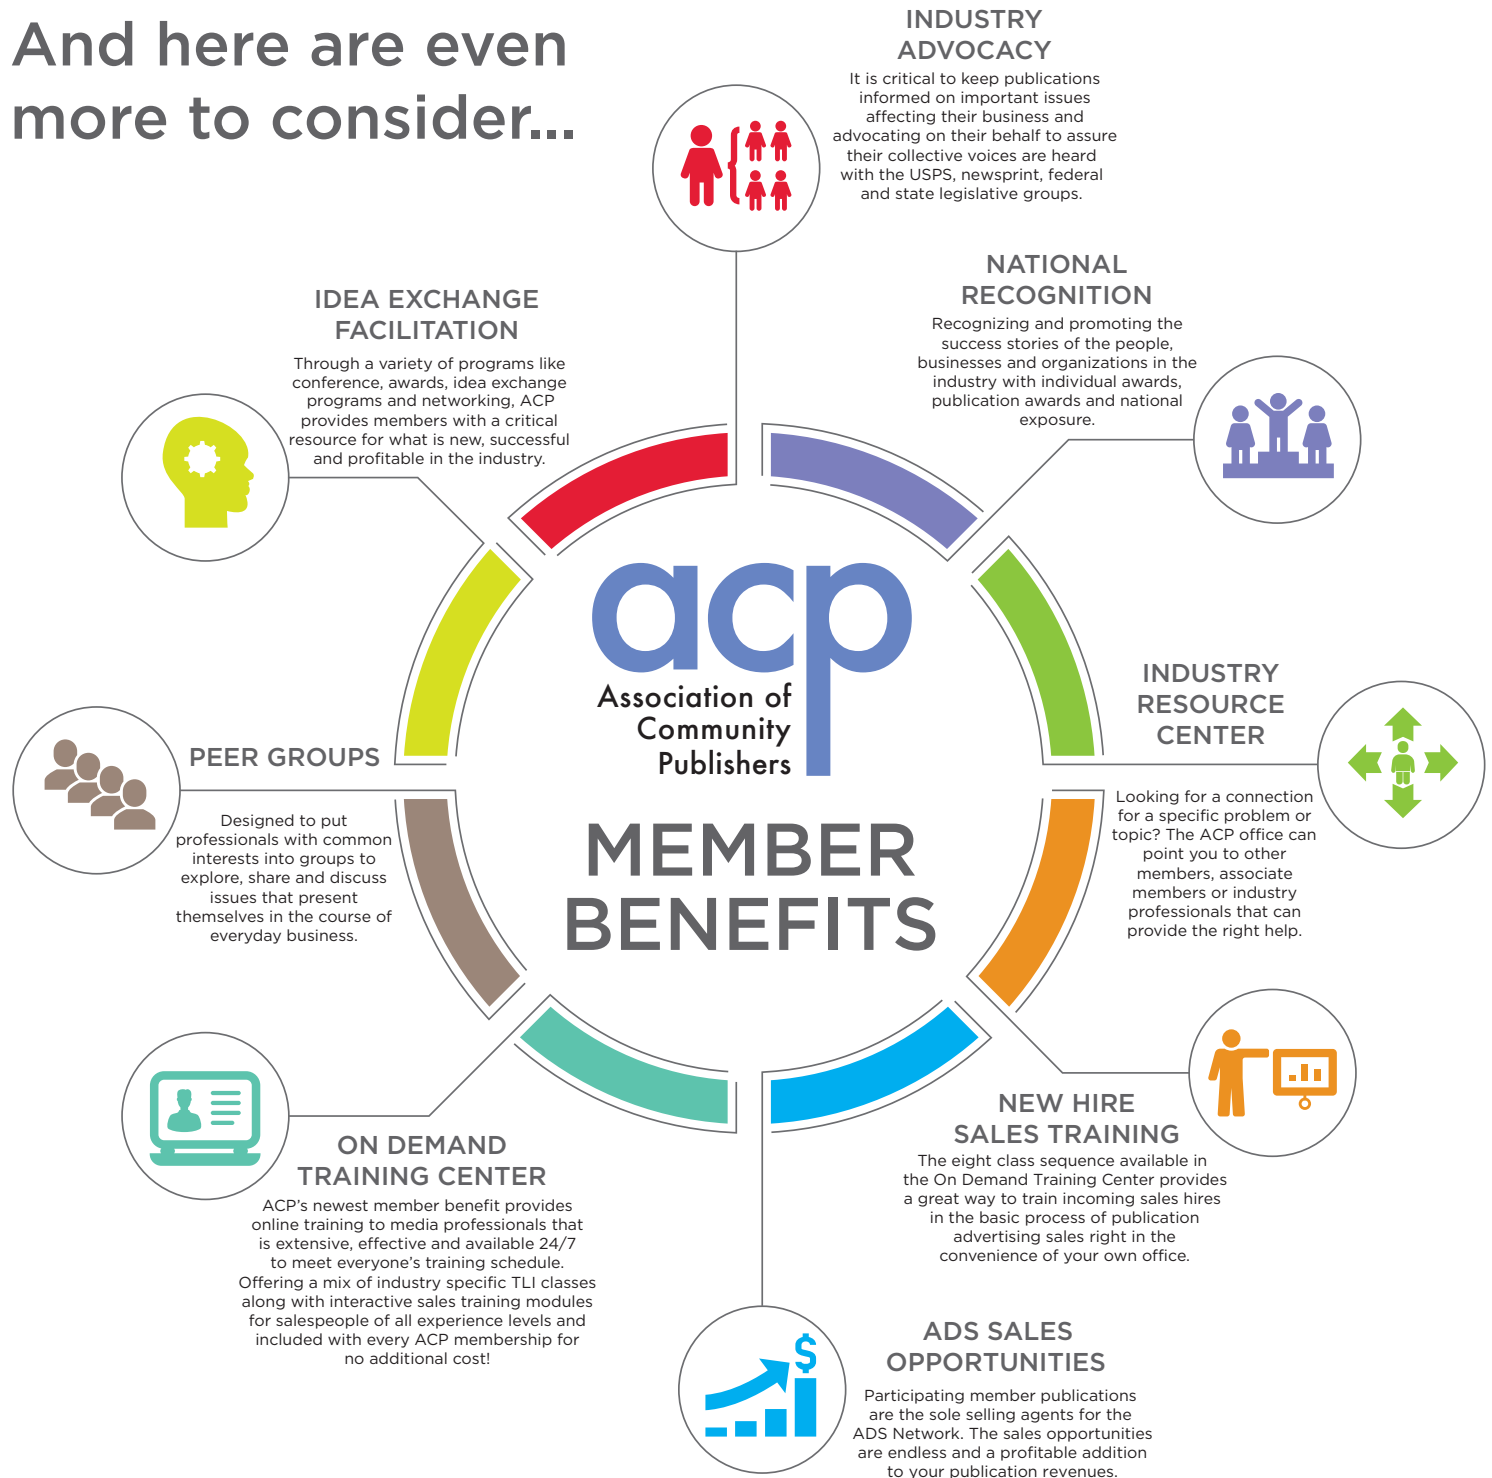 And here are even
more to consider...
INDUSTRY
ADVOCACY
It is critical to keep publications
informed on important issues
affecting their business and
advocating on their behalf to assure
their collective voices are heard
with the USPS, newsprint, federal
and state legislative groups.
NATIONAL
RECOGNITION
Recognizing and promoting the
success stories of the people,
businesses and organizations in the
industry with individual awards,
publication awards and national
exposure.
IDEA EXCHANGE
FACILITATION
Through a variety of programs like
conference, awards, idea exchange
programs and networking, ACP
provides members with a critical
resource for what is new, successful
and profitable in the industry.
acp
Association of
Community
Publishers
MEMBER
BENEFITS
INDUSTRY
RESOURCE
CENTER
Looking for a connection
for a specific problem or
topic? The ACP office can
point you to other
members, associate
members or industry
professionals that can
provide the right help.
PEER GROUPS
Designed to put
professionals with common
interests into groups to
explore, share and discuss
issues that present
themselves in the course of
everyday business.
NEW HIRE
SALES TRAINING
The eight class sequence available in
the On Demand Training Center provides
a great way to train incoming sales hires
in the basic process of publication
advertising sales right in the
convenience of your own office.
ON DEMAND
TRAINING CENTER
ACP's newest member benefit provides
online training to media professionals that
is extensive, effective and available 24/7
to meet everyone's training schedule.
Offering a mix of industry specific TLI classes
along with interactive sales training modules
for salespeople of all experience levels and
included with every ACP membership for
no additional cost!
$
ADS SALES
OPPORTUNITIES
Participating member publications
are the sole selling agents for the
ADS Network. The sales opportunities
are endless and a profitable addition
to your publication revenues.